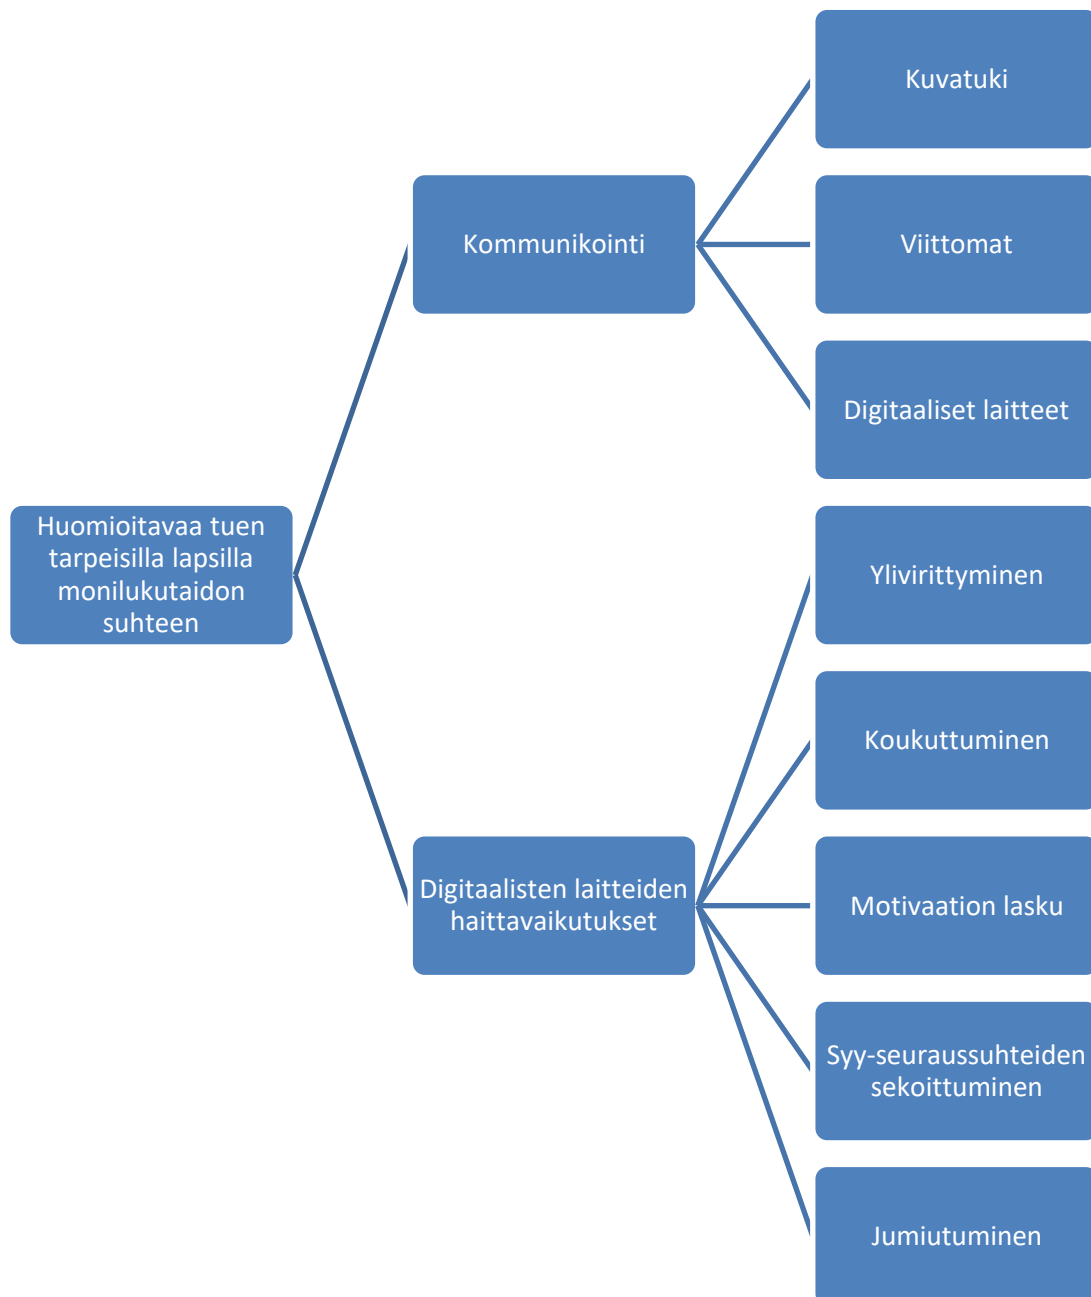 Kuvatuki
Kommunikointi
Viittomat
Digitaaliset laitteet
Huomioitavaa tuen
tarpeisilla lapsilla
monilukutaidon
suhteen
Ylivirittyminen
Koukuttuminen
Digitaalisten laitteiden
haittavaikutukset
Motivaation lasku
Syy-seuraussuhteiden
sekoittuminen
Jumiutuminen